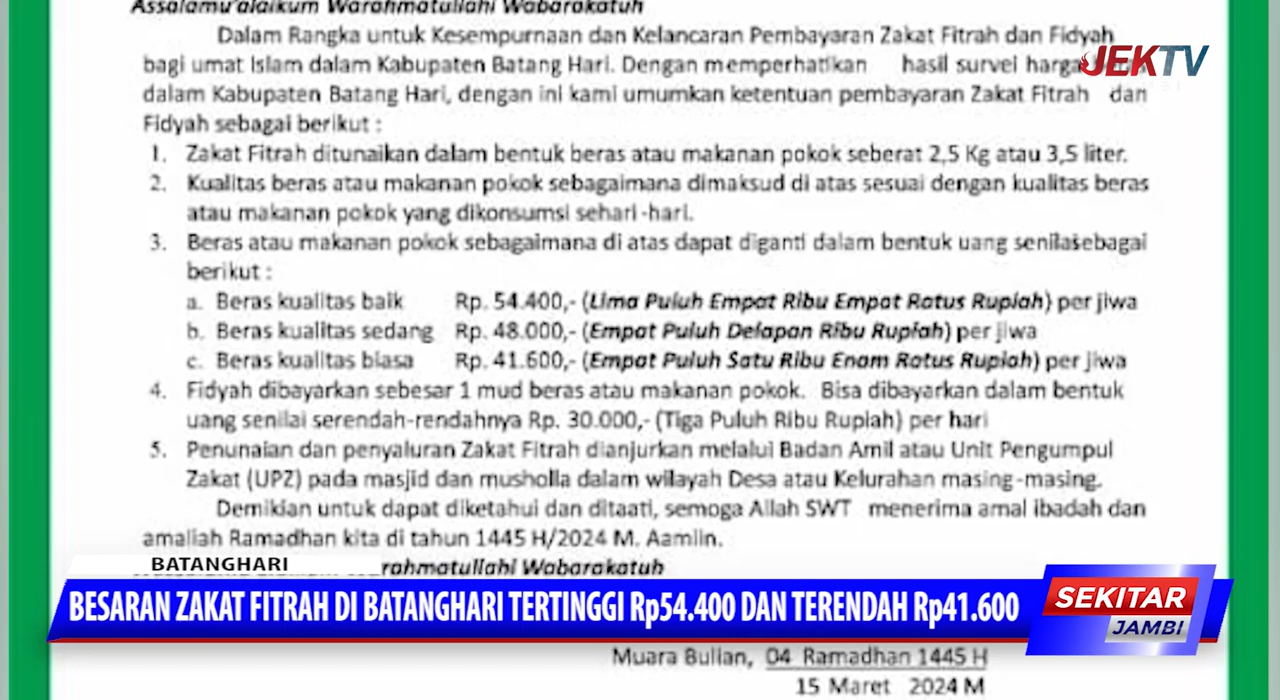 Assalamu'alaikum Warahmatullahi Wabarakatuh
Dalam Rangka untuk Kesempurnaan dan Kelancaran Pembayaran Zakat Fitrah dan Fidyah
JEKTV
bagi umat Islam dalam Kabupaten Batang Hari. Dengan memperhatikan hasil survei harga
dalam Kabupaten Batang Hari, dengan ini kami umumkan ketentuan pembayaran Zakat Fitrah dan
Fidyah sebagai berikut :
1. Zakat Fitrah ditunaikan dalam bentuk beras atau makanan pokok seberat 2,5 Kg atau 3,5 liter.
2. Kualitas beras atau makanan pokok sebagaimana dimaksud di atas sesuai dengan kualitas beras
atau makanan pokok yang dikonsumsi sehari-hari.
3. Beras atau makanan pokok sebagaimana di atas dapat diganti dalam bentuk uang senilasebagai
berikut :
a. Beras kualitas baik Rp. 54.400,- (Lima Puluh Empat Ribu Empat Ratus Rupiah) per jiwa
b. Beras kualitas sedang Rp. 48.000,- (Empat Puluh Delapan Ribu Rupiah) per jiwa
c. Beras kualitas biasa Rp. 41.600,- (Empat Puluh Satu Ribu Enam Ratus Rupiah) per jiwa
4. Fidyah dibayarkan sebesar 1 mud beras atau makanan pokok. Bisa dibayarkan dalam bentuk
uang senilai serendah-rendahnya Rp. 30.000,- (Tiga Puluh Ribu Rupiah) per hari
5. Penunaian dan penyaluran Zakat Fitrah dianjurkan melalui Badan Amil atau Unit Pengumpul
Zakat (UPZ) pada masjid dan musholla dalam wilayah Desa atau Kelurahan masing-masing.
Demikian untuk dapat diketahui dan ditaati, semoga Allah SWT menerima amal ibadah dan
amaliah Ramadhan kita di tahun 1445 H/2024 M. Aamiin.
BATANGHARI
rahmatullahi Wabarakatuh
BESARAN ZAKAT FITRAH DI BATANGHARI TERTINGGI Rp54.400 DAN TERENDAH Rp41.600
SEKITAR
JAMBI
Muara Bulian, 04 Ramadhan 1445 H
15 Maret 2024 M